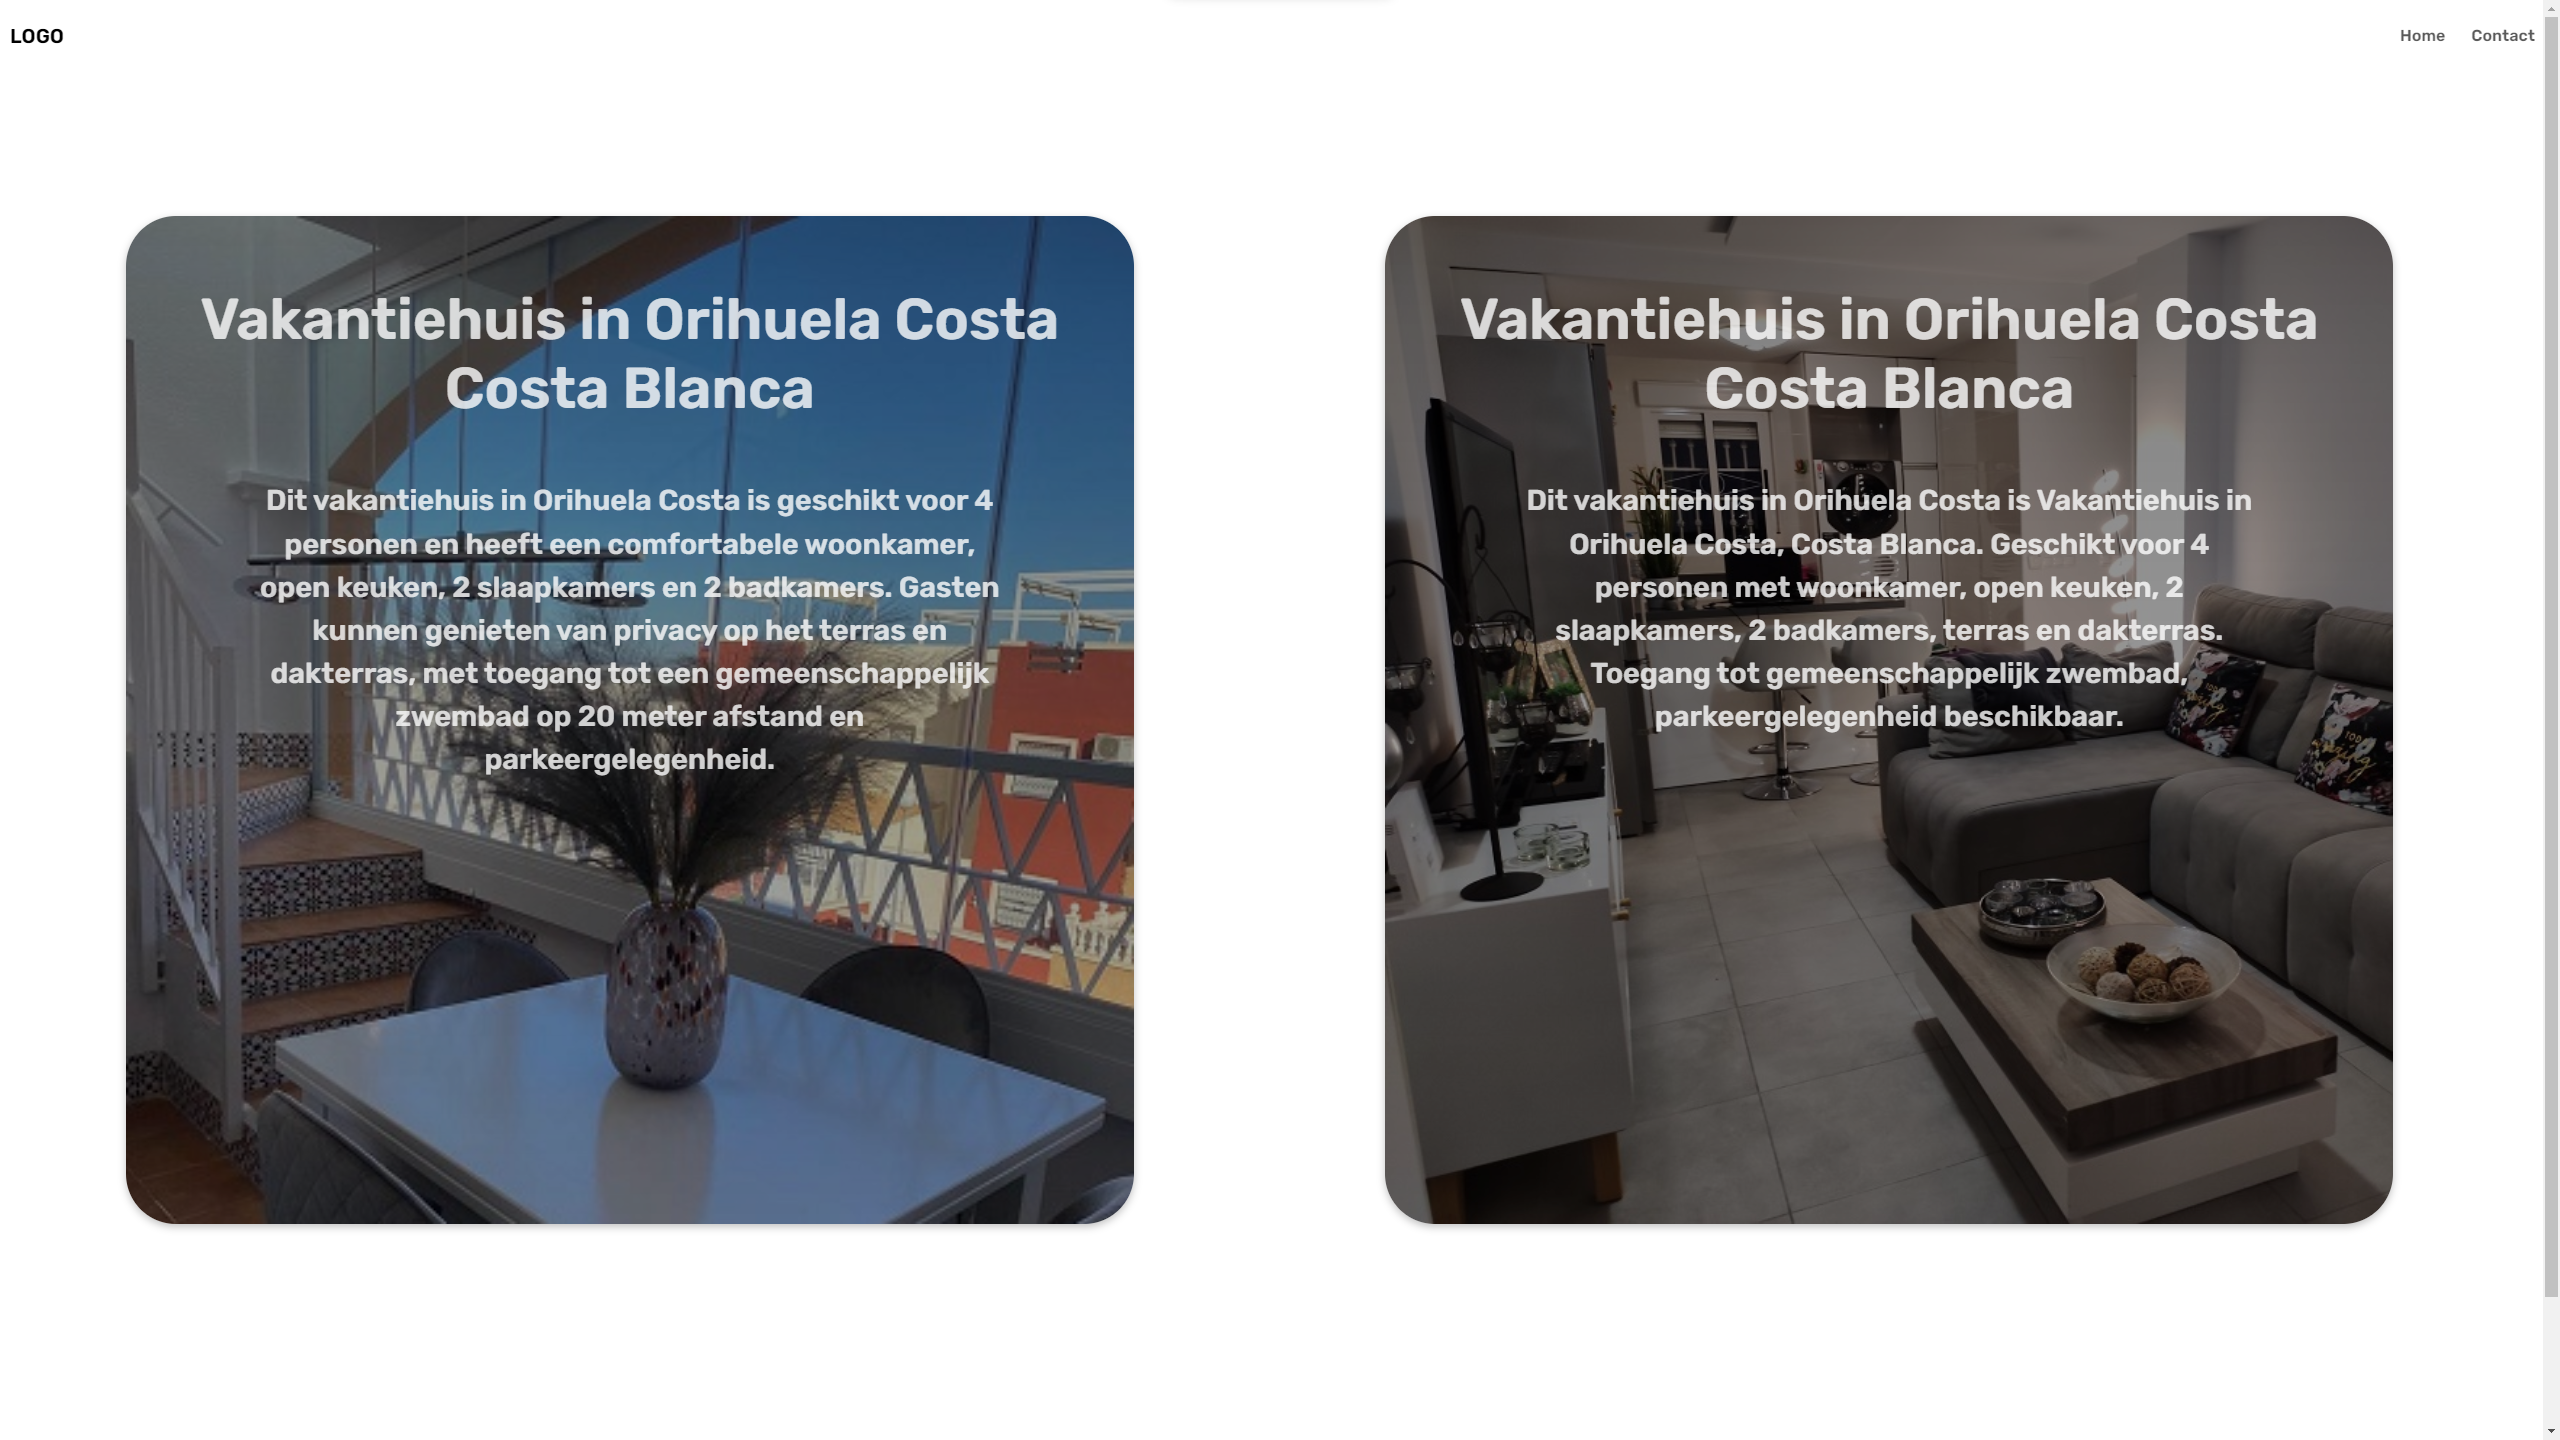 LOGO
Home Contact
Vakantiehuis in Orihuela Costa
Costa Blanca
Dit vakantiehuis in Orihuela Costa is geschikt voor 4
personen en heeft een comfortabele woonkamer,
open keuken, 2 slaapkamers en 2 badkamers. Gasten
kunnen genieten van privacy op het terras en
dakterras, met toegang tot een gemeenschappelijk
zwembad op 20 meter afstand en
parkeergelegenheid.
Vakantiehuis in Orihuela Costa
Costa Blanca
Dit vakantiehuis in Orihuela Costa is Vakantiehuis in
Orihuela Costa, Costa Blanca. Geschikt voor 4
personen met woonkamer, open keuken, 2
slaapkamers, 2 badkamers, terras en dakterras.
Toegang tot gemeenschappelijk zwembad,
parkeergelegenheid beschikbaar.